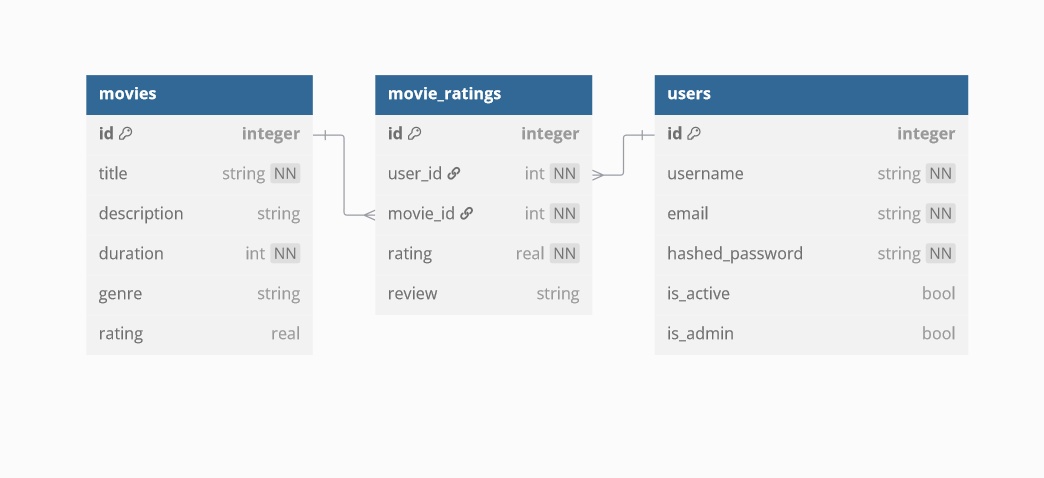 movies
id integer
title string NN
description string
duration int NN
genre string
rating real
movie_ratings
id integer
user_id int NN
movie_id int NN
rating real NN
review string
users
id integer
username string NN
email string NN
hashed_password string NN
is_active bool
is_admin bool